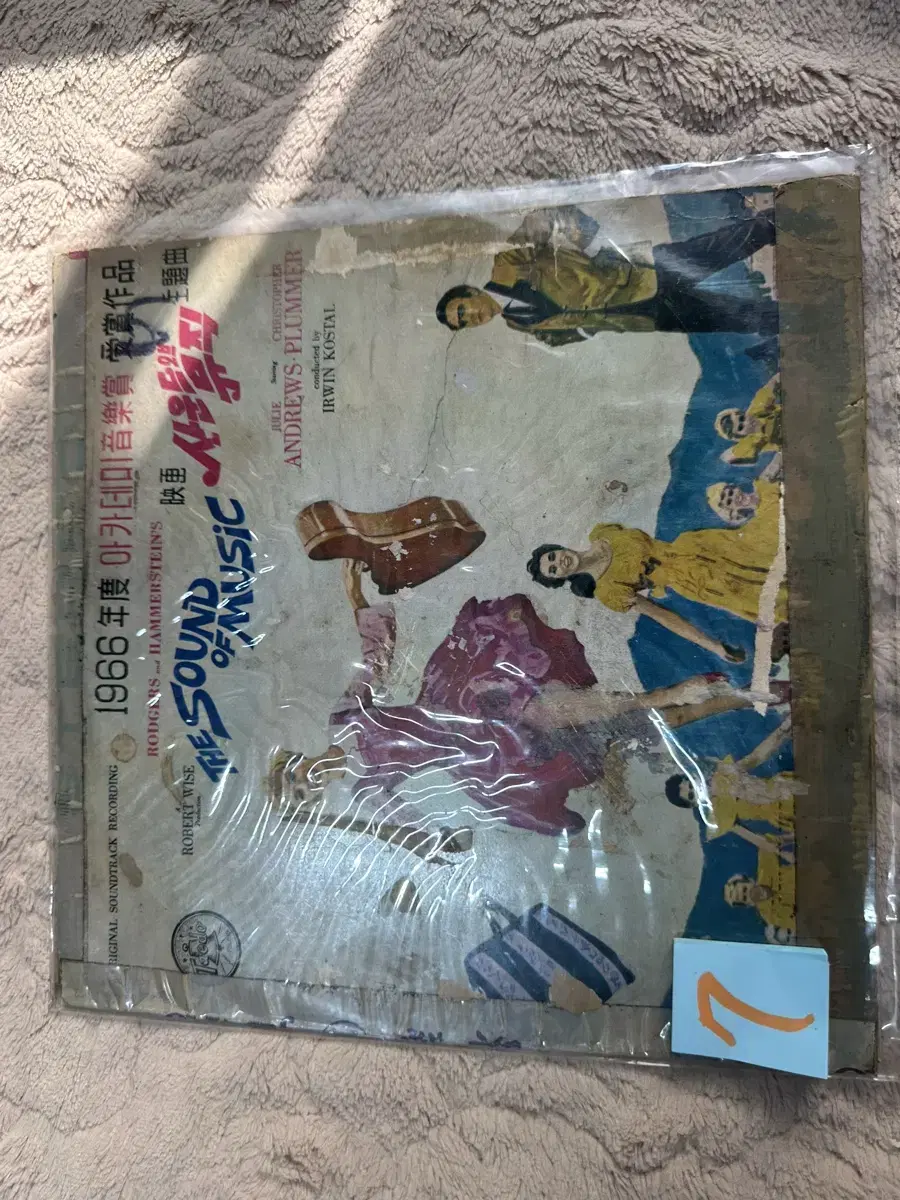 1966年度 아카데미音樂賞 受賞作品
ORIGINAL SOUNDTRACK RECORDING
RODGERS and HAMMERSTEIN'S
映画
主題曲
사운드 오브 뮤직
A
ROBERT WISE
Production
THE SOUND
OF MUSIC
Starring
JULIE CHRISTOPHER
ANDREWS·PLUMMER
conducted by
IRWIN KOSTAL
7